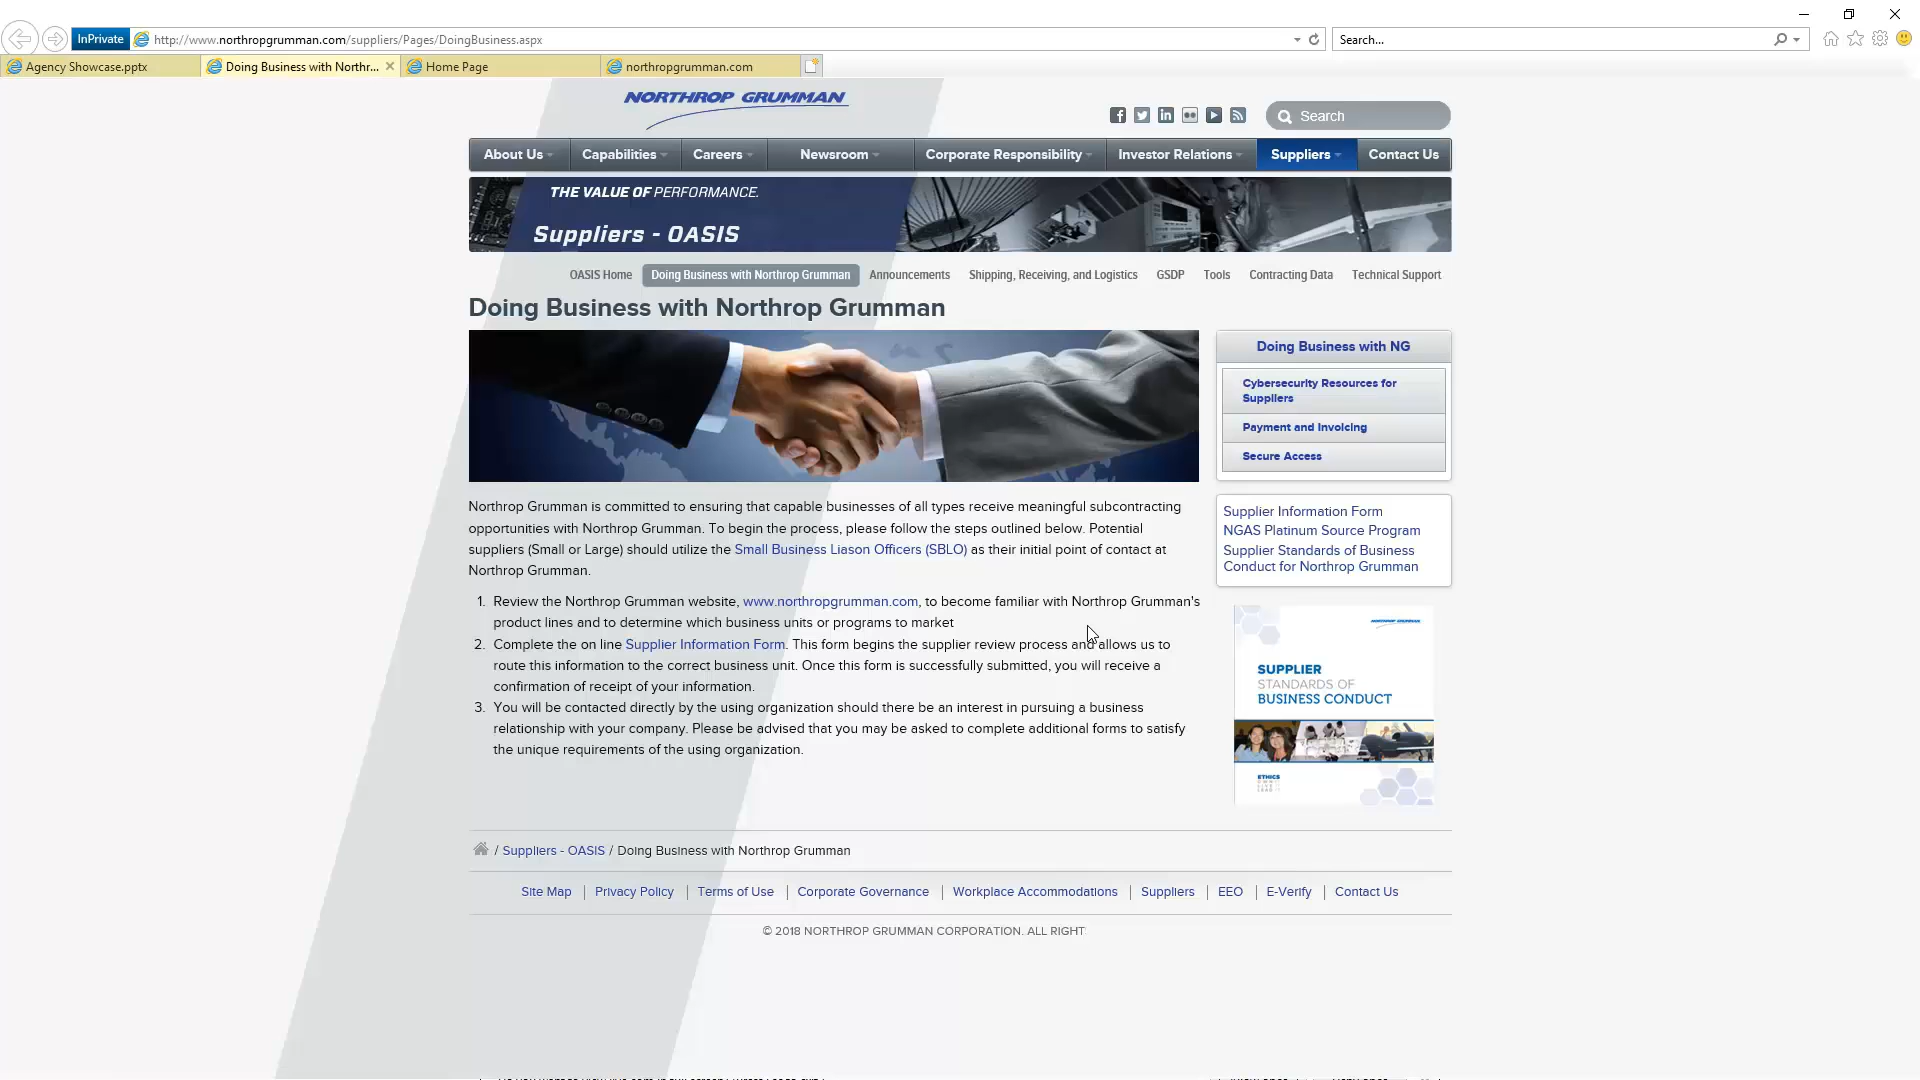 InPrivate http://www.northropgrumman.com/suppliers/Pages/DoingBusiness.aspx Search...
Agency Showcase.pptx Doing Business with Northr... Home Page northropgrumman.com
NORTHROP GRUMMAN
Search
About Us Capabilities Careers Newsroom Corporate Responsibility Investor Relations Suppliers Contact Us
THE VALUE OF PERFORMANCE.
Suppliers - OASIS
OASIS Home Doing Business with Northrop Grumman Announcements Shipping, Receiving, and Logistics GSDP Tools Contracting Data Technical Support
Doing Business with Northrop Grumman
Northrop Grumman is committed to ensuring that capable businesses of all types receive meaningful subcontracting
opportunities with Northrop Grumman. To begin the process, please follow the steps outlined below. Potential
suppliers (Small or Large) should utilize the Small Business Liason Officers (SBLO) as their initial point of contact at
Northrop Grumman.
1. Review the Northrop Grumman website, www.northropgrumman.com, to become familiar with Northrop Grumman's
product lines and to determine which business units or programs to market
2. Complete the on line Supplier Information Form. This form begins the supplier review process and allows us to
route this information to the correct business unit. Once this form is successfully submitted, you will receive a
confirmation of receipt of your information.
3. You will be contacted directly by the using organization should there be an interest in pursuing a business
relationship with your company. Please be advised that you may be asked to complete additional forms to satisfy
the unique requirements of the using organization.
Doing Business with NG
Cybersecurity Resources for
Suppliers
Payment and Invoicing
Secure Access
Supplier Information Form
NGAS Platinum Source Program
Supplier Standards of Business
Conduct for Northrop Grumman
NORTHROP GRUMMAN
SUPPLIER
STANDARDS OF
BUSINESS CONDUCT
ETHICS
/ Suppliers - OASIS / Doing Business with Northrop Grumman
Site Map | Privacy Policy | Terms of Use | Corporate Governance | Workplace Accommodations | Suppliers | EEO | E-Verify | Contact Us
© 2018 NORTHROP GRUMMAN CORPORATION. ALL RIGHT